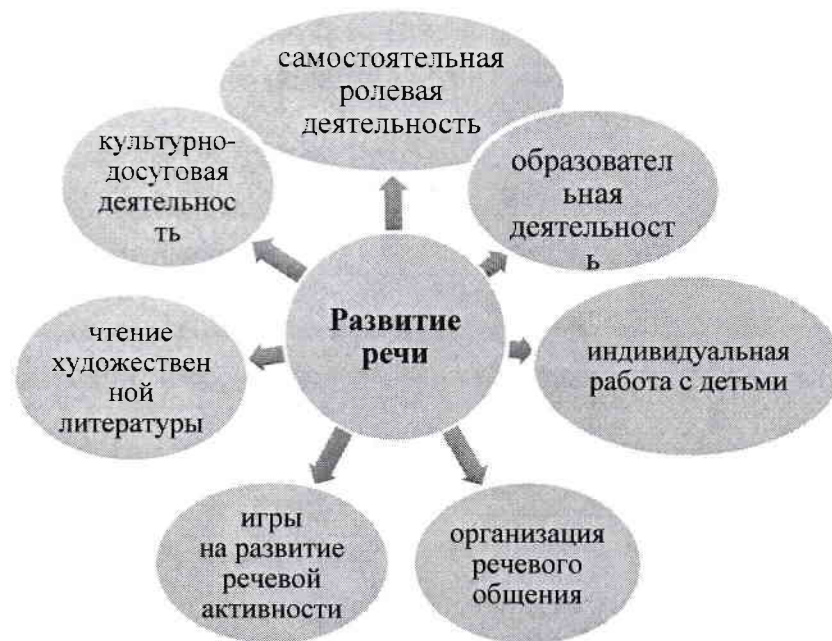 самостоятельная
ролевая
деятельность
культурно-
досуговая
деятельнос
ть
образовател
ьная
деятельност
ь
Развитие
речи
чтение
художествен
ной
литературы
индивидуальная
работа с детьми
игры
на развитие
речевой
активности
организация
речевого
общения